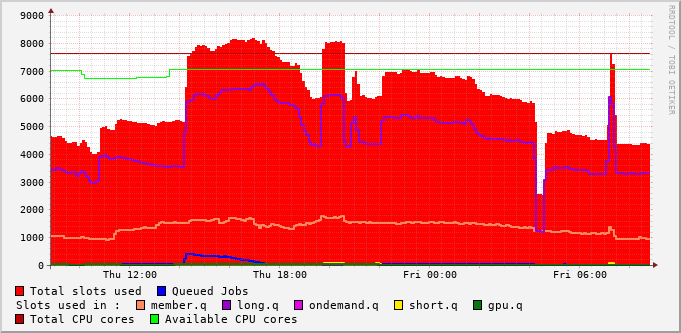 RRDTOOL / TOBI OETIKER
9000
8000
7000
6000
5000
4000
3000
2000
1000
0
Thu 12:00 Thu 18:00 Fri 00:00 Fri 06:00
Total slots used Queued Jobs
Slots used in : member.q long.q ondemand.q short.q gpu.q
Total CPU cores Available CPU cores